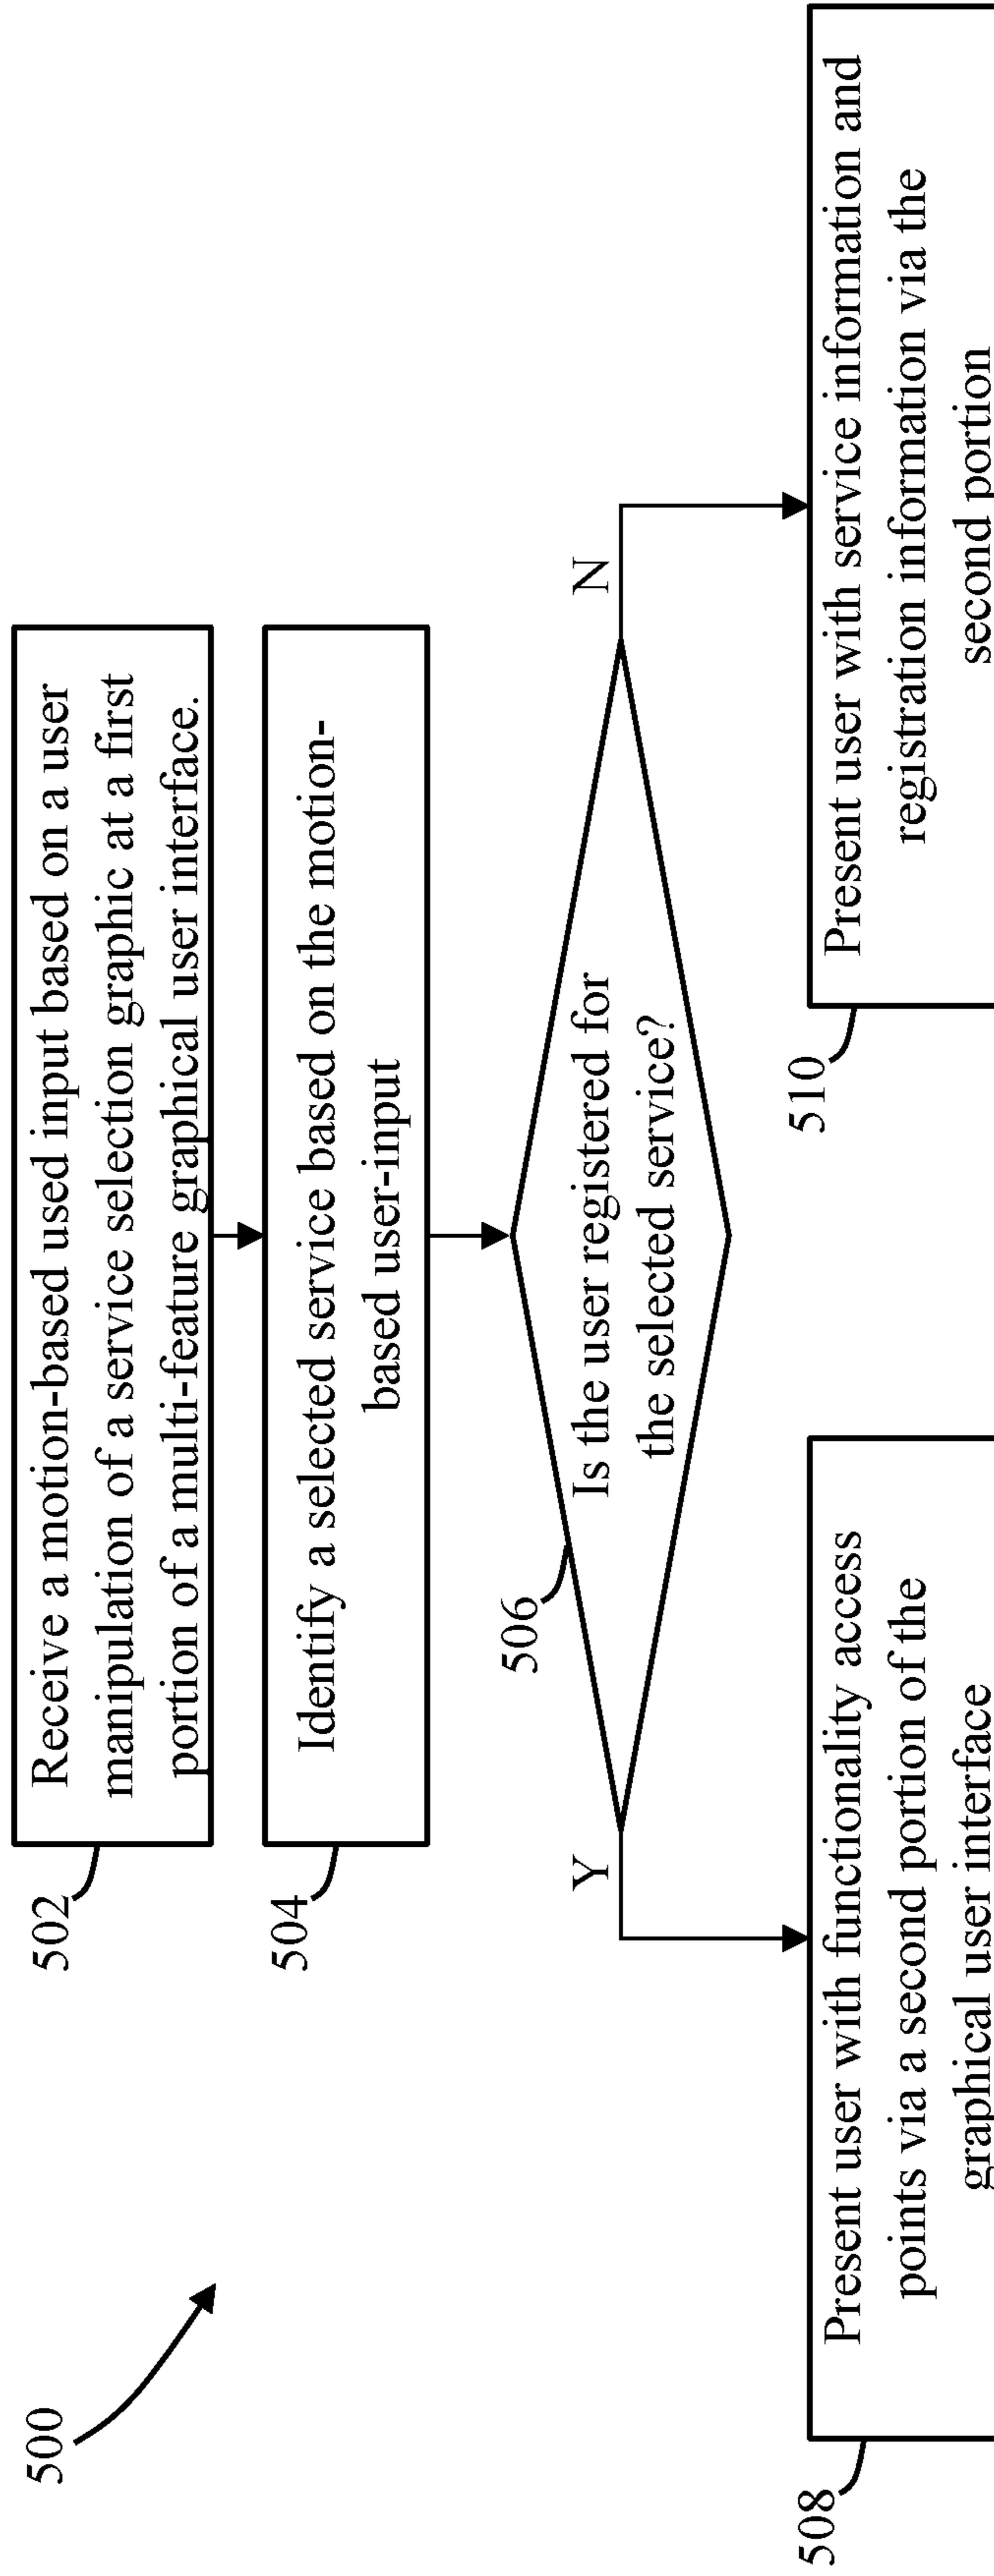 500
502
Receive a motion-based used input based on a user
manipulation of a service selection graphic at a first
portion of a multi-feature graphical user interface.
504
Identify a selected service based on the motion-
based user-input
506
Is the user registered for
the selected service?
Y
N
508
Present user with functionality access
points via a second portion of the
graphical user interface
510
Present user with service information and
registration information via the
second portion